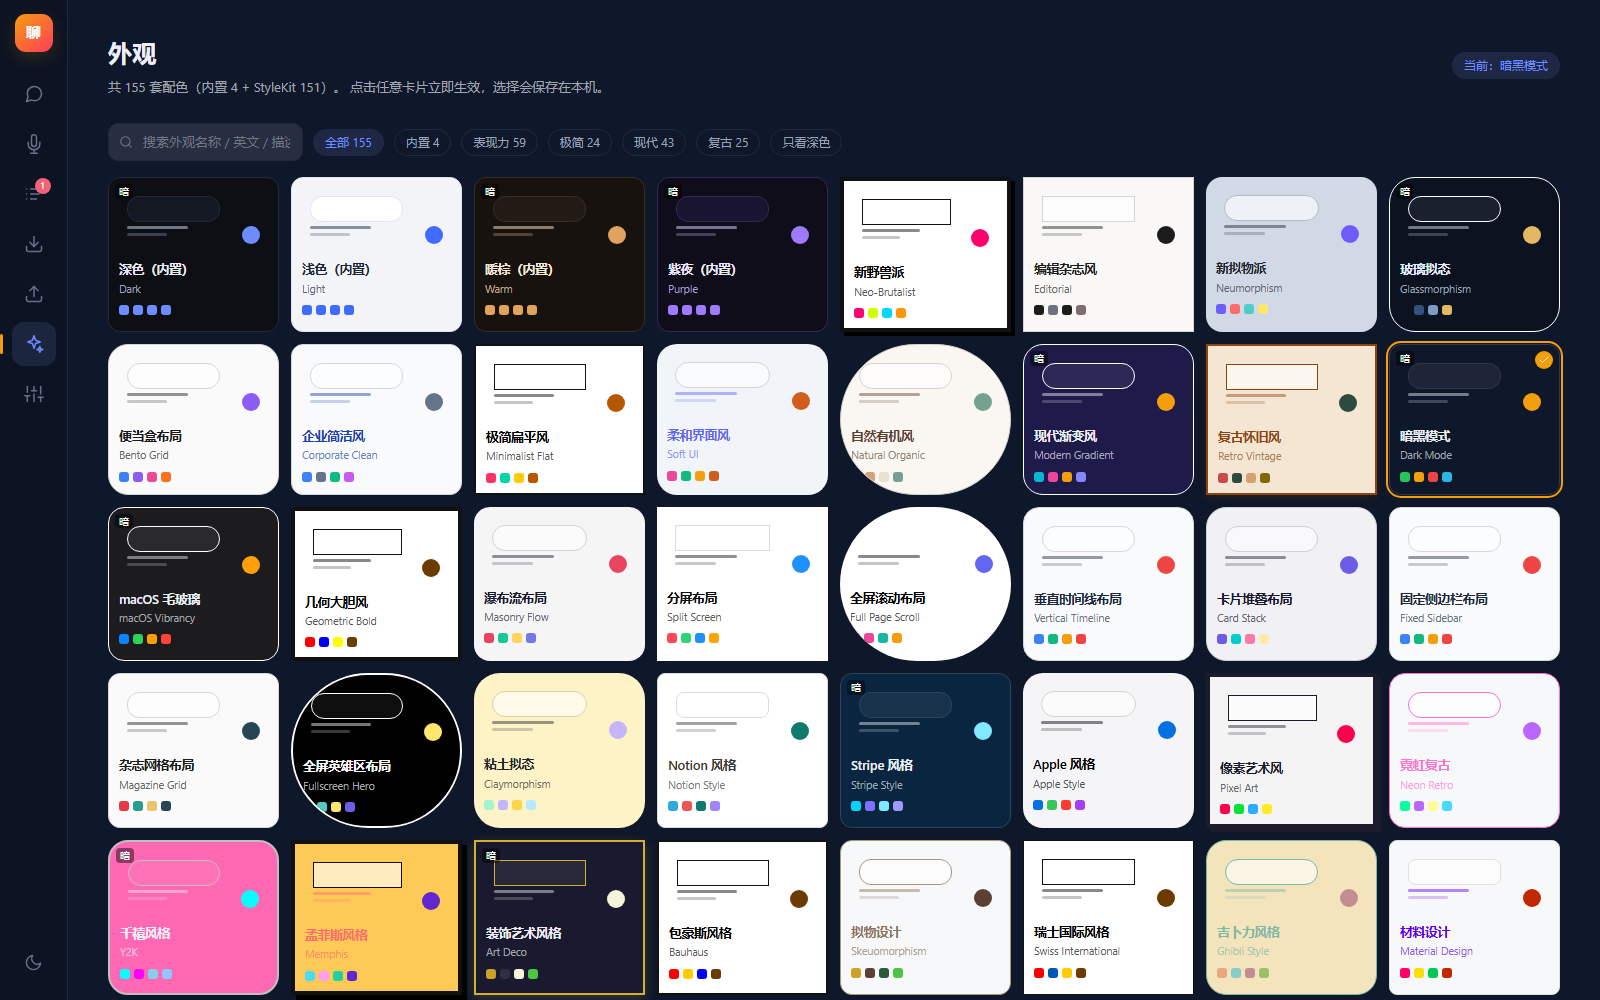 聊
1
外观
共 155 套配色（内置 4 + StyleKit 151）。 点击任意卡片立即生效，选择会保存在本机。
当前：暗黑模式
搜索外观名称 / 英文 / 描述
全部 155
内置 4
表现力 59
极简 24
现代 43
复古 25
只看深色
暗
深色（内置）
Dark
浅色（内置）
Light
暗
暖棕（内置）
Warm
暗
紫夜（内置）
Purple
新野兽派
Neo-Brutalist
编辑杂志风
Editorial
新拟物派
Neumorphism
暗
玻璃拟态
Glassmorphism
便当盒布局
Bento Grid
企业简洁风
Corporate Clean
极简扁平风
Minimalist Flat
柔和界面风
Soft UI
自然有机风
Natural Organic
暗
现代渐变风
Modern Gradient
复古怀旧风
Retro Vintage
暗
暗黑模式
Dark Mode
暗
macOS 毛玻璃
macOS Vibrancy
几何大胆风
Geometric Bold
瀑布流布局
Masonry Flow
分屏布局
Split Screen
全屏滚动布局
Full Page Scroll
垂直时间线布局
Vertical Timeline
卡片堆叠布局
Card Stack
固定侧边栏布局
Fixed Sidebar
杂志网格布局
Magazine Grid
全屏英雄区布局
Fullscreen Hero
粘土拟态
Claymorphism
Notion 风格
Notion Style
暗
Stripe 风格
Stripe Style
Apple 风格
Apple Style
像素艺术风
Pixel Art
霓虹复古
Neon Retro
暗
千禧风格
Y2K
孟菲斯风格
Memphis
暗
装饰艺术风格
Art Deco
包豪斯风格
Bauhaus
拟物设计
Skeuomorphism
瑞士国际风格
Swiss International
吉卜力风格
Ghibli Style
材料设计
Material Design